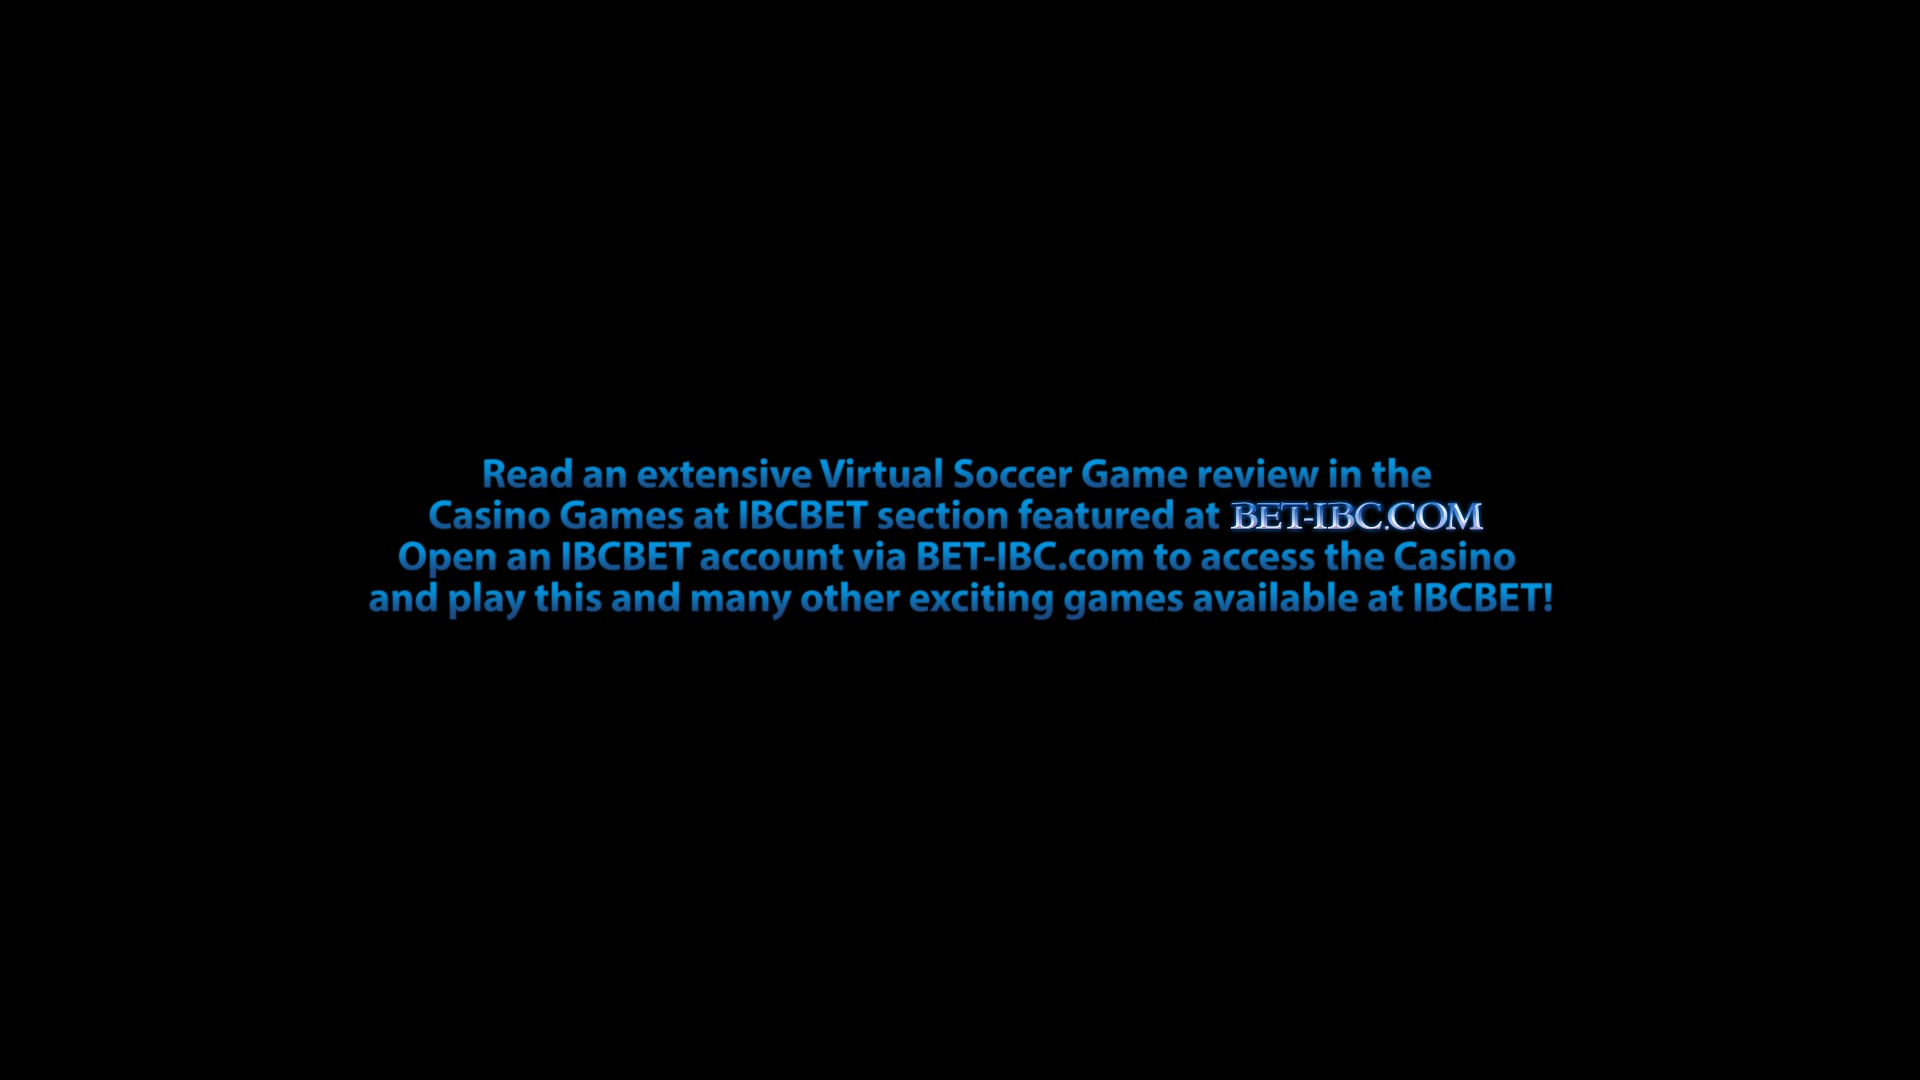 Read an extensive Virtual Soccer Game review in the
Casino Games at IBCBET section featured at BET-IBC.COM
Open an IBCBET account via BET-IBC.com to access the Casino
and play this and many other exciting games available at IBCBET!